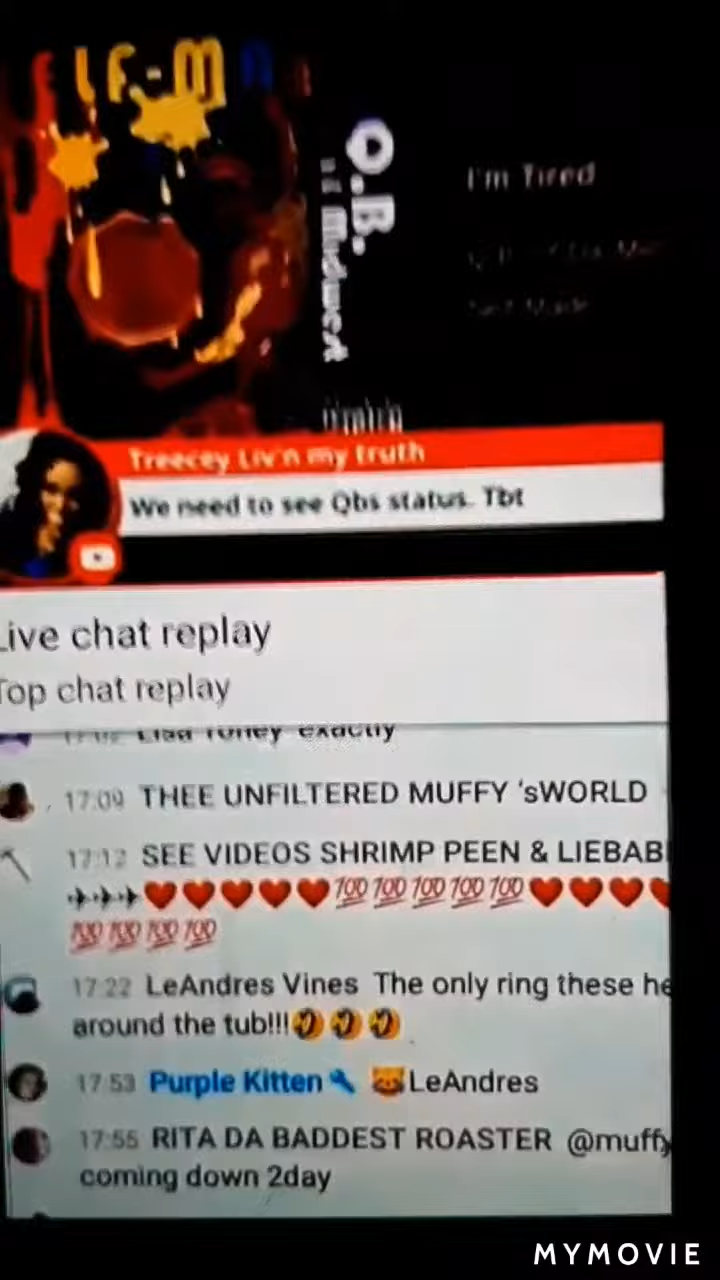 LF-M
Q.B.
Midwest
I'm Tired
Treecey Liv'n my truth
We need to see Qbs status. Tbt
Live chat replay
Top chat replay
exactly
17:09 THEE UNFILTERED MUFFY 'sWORLD
17:12 SEE VIDEOS SHRIMP PEEN & LIEBAB
✈✈✈❤❤❤❤❤💯💯💯💯💯❤❤❤❤
💯💯💯💯
17:22 LeAndres Vines The only ring these he
around the tub!!!🤣🤣🤣
17:53 Purple Kitten🔧 😹LeAndres
17:55 RITA DA BADDEST ROASTER @muffy
coming down 2day
MYMOVIE